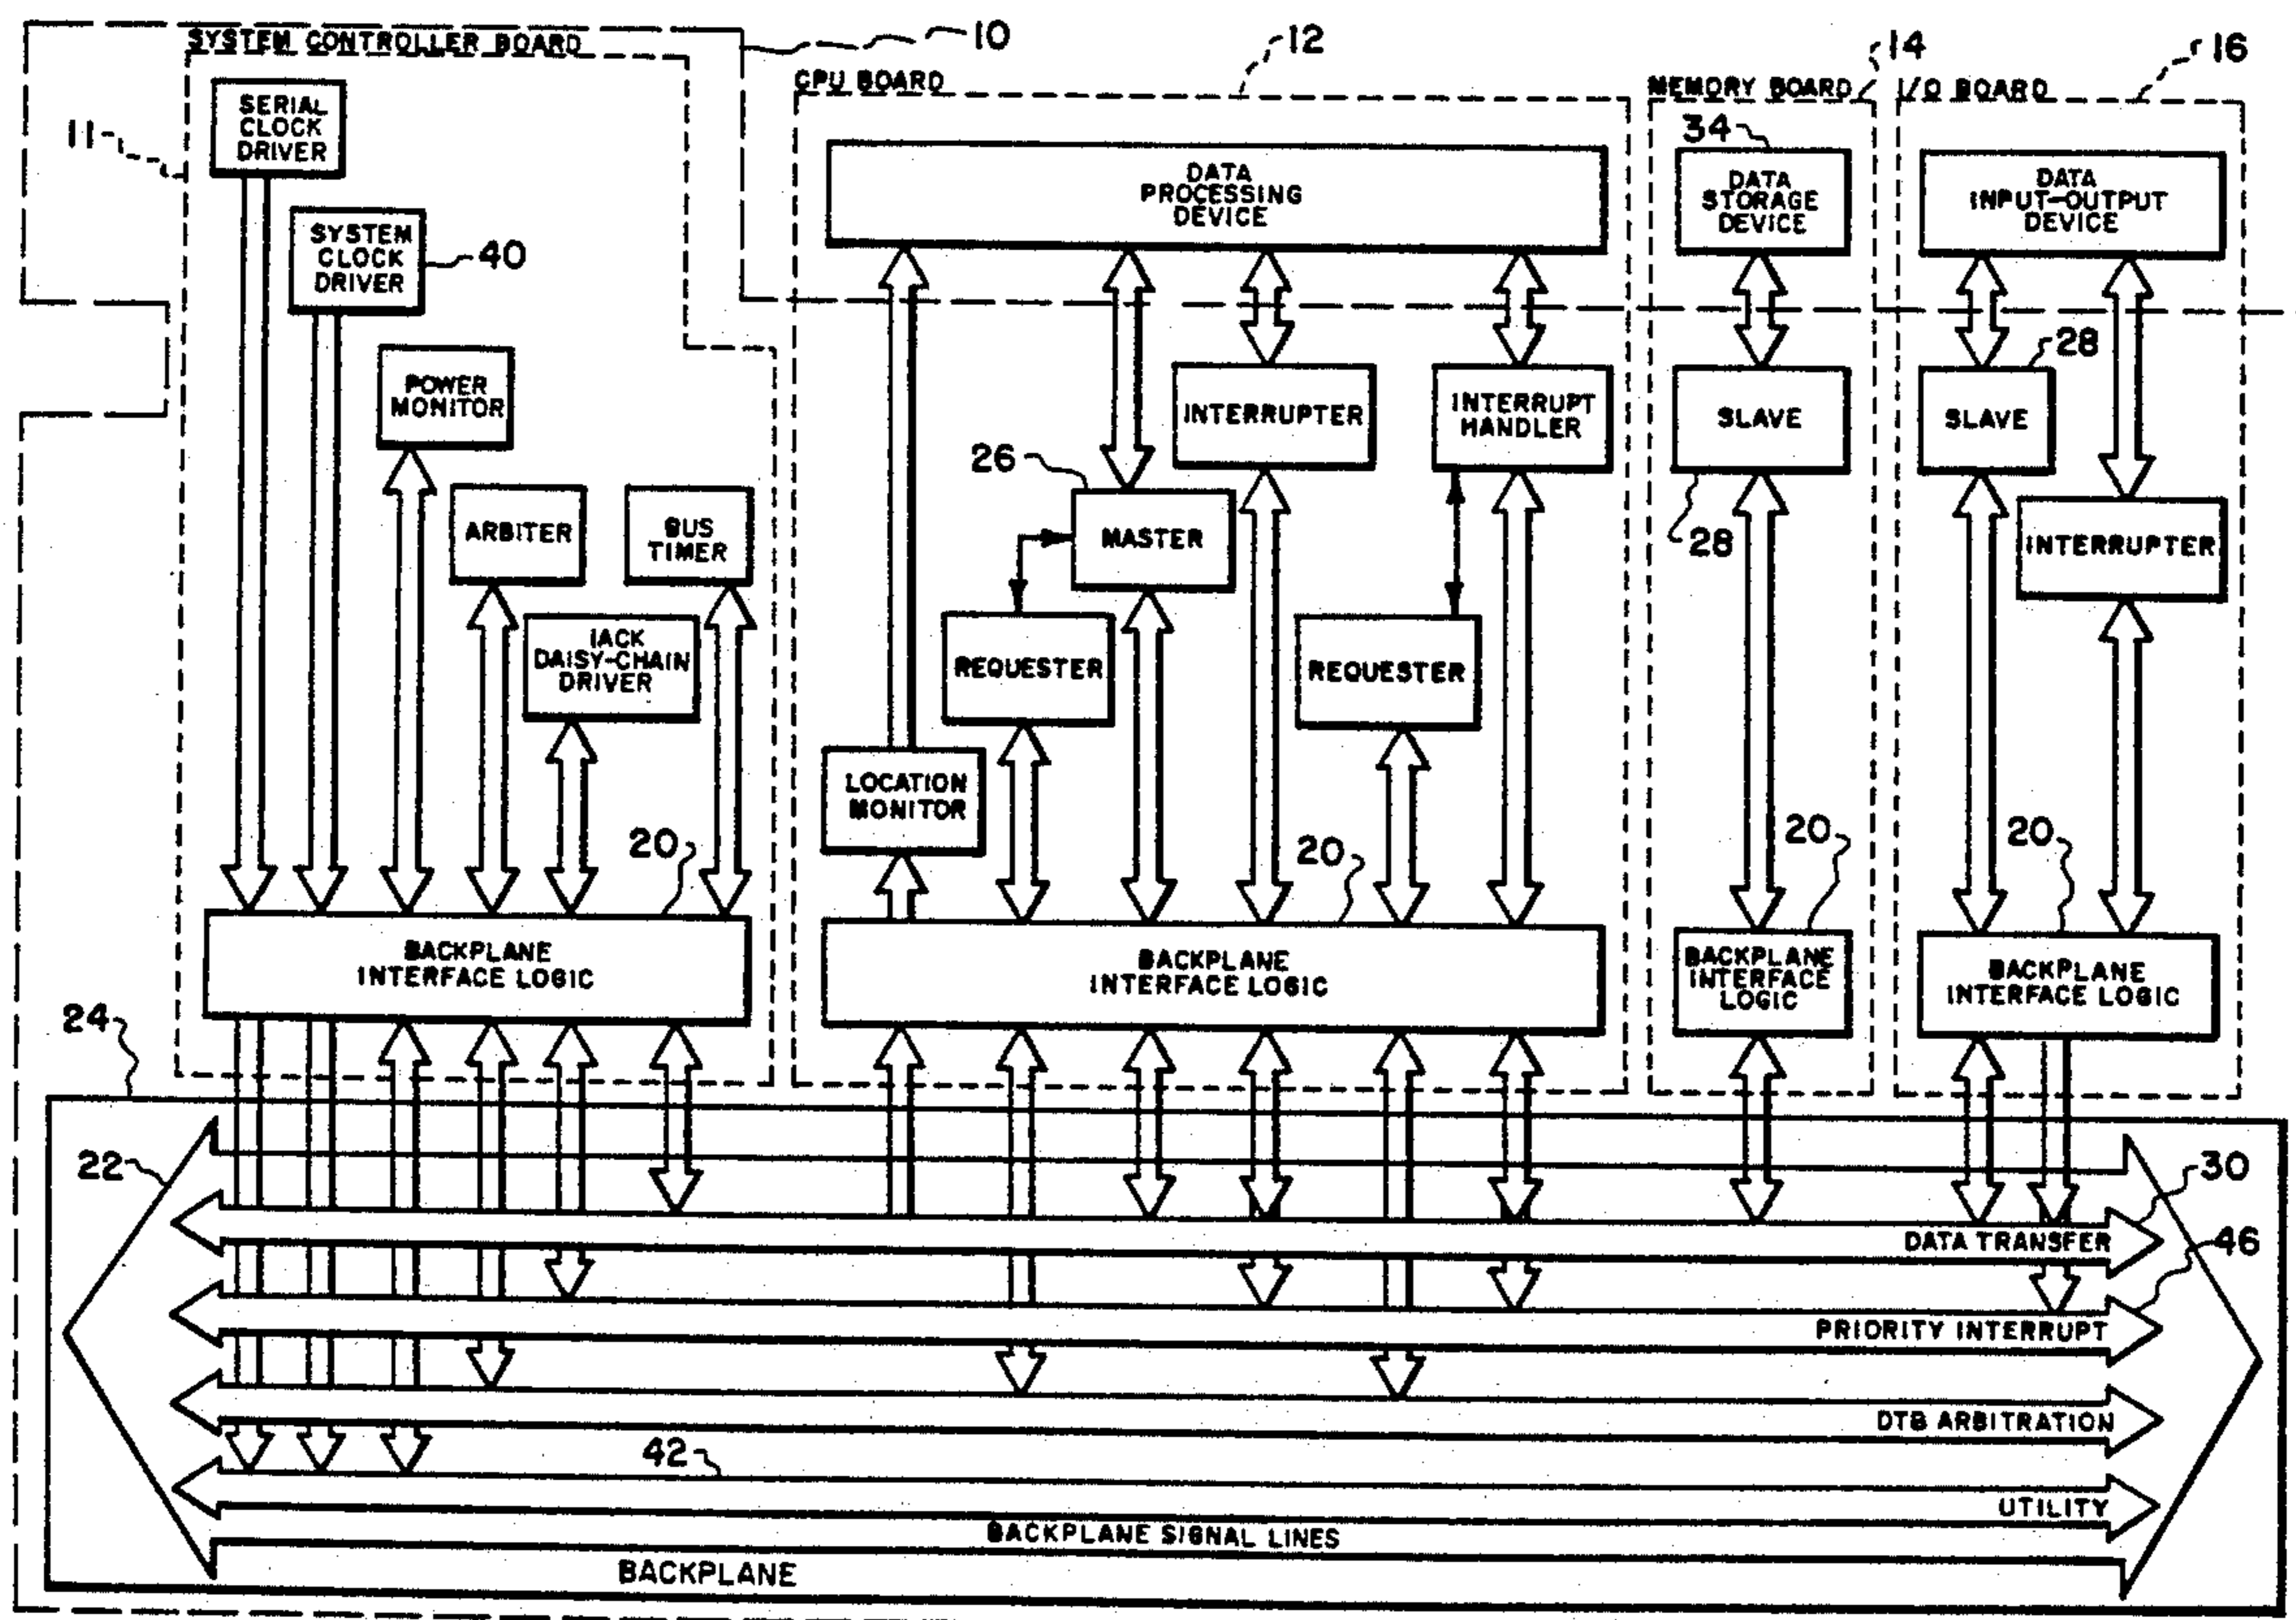 SYSTEM CONTROLLER BOARD
10
CPU BOARD
12
MEMORY BOARD
14
I/O BOARD
16
11
SERIAL
CLOCK
DRIVER
SYSTEM
CLOCK
DRIVER
40
POWER
MONITOR
ARBITER
BUS
TIMER
IACK
DAISY-CHAIN
DRIVER
20
BACKPLANE
INTERFACE LOGIC
DATA
PROCESSING
DEVICE
INTERRUPTER
INTERRUPT
HANDLER
26
MASTER
REQUESTER
REQUESTER
LOCATION
MONITOR
20
BACKPLANE
INTERFACE LOGIC
34
DATA
STORAGE
DEVICE
SLAVE
28
20
BACKPLANE
INTERFACE
LOGIC
DATA
INPUT-OUTPUT
DEVICE
28
SLAVE
INTERRUPTER
20
BACKPLANE
INTERFACE LOGIC
24
22
30
DATA TRANSFER
46
PRIORITY INTERRUPT
DTB ARBITRATION
42
UTILITY
BACKPLANE SIGNAL LINES
BACKPLANE